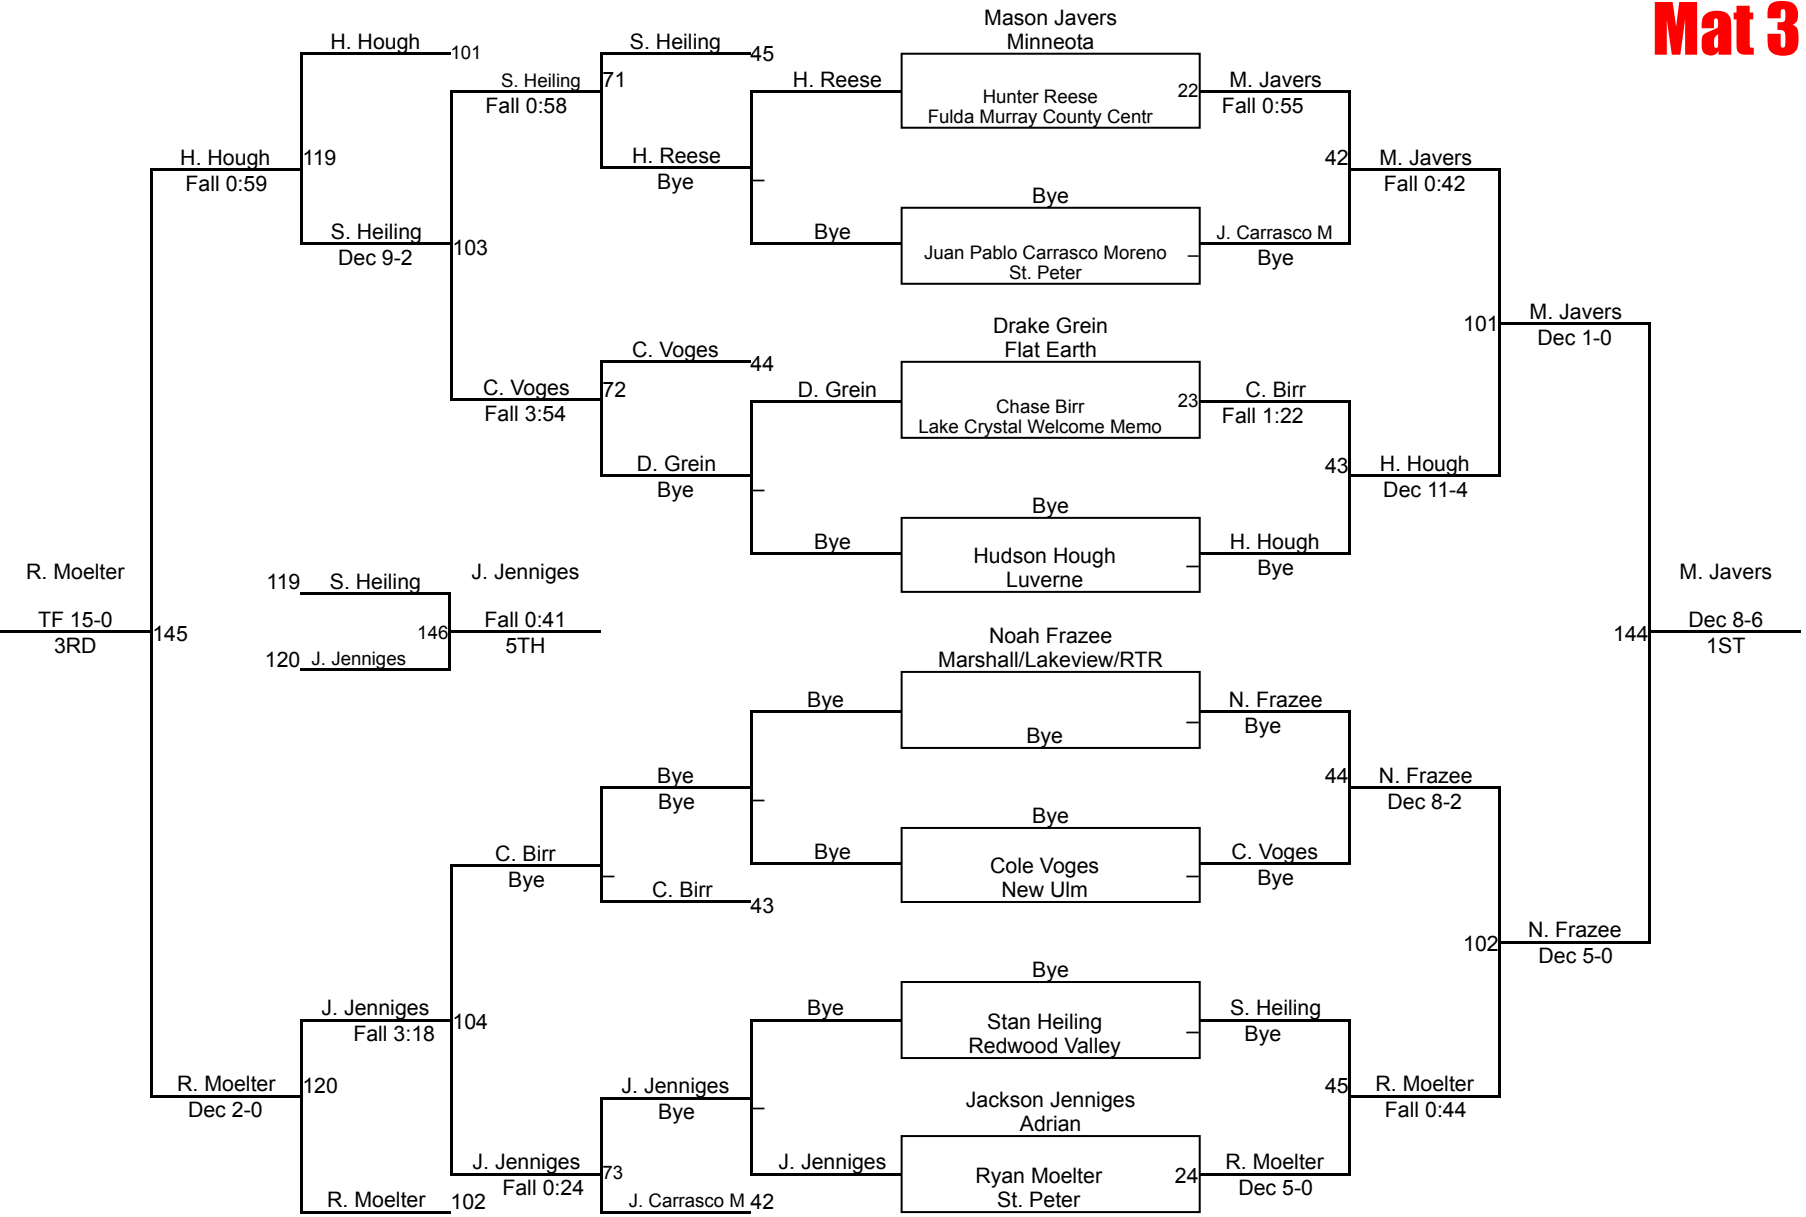 Mat 3
Mason Javers
Minneota
H. Hough
101
S. Heiling
45
S. Heiling
71
H. Reese
M. Javers
Fall 0:58
Hunter Reese
22
Fall 0:55
Fulda Murray County Centr
H. Hough
119
H. Reese
42
M. Javers
Fall 0:59
Bye
Fall 0:42
Bye
S. Heiling
Bye
J. Carrasco M
Dec 9-2
103
Juan Pablo Carrasco Moreno
Bye
St. Peter
Drake Grein
Flat Earth
101
M. Javers
Dec 1-0
C. Voges
44
C. Voges
72
D. Grein
C. Birr
Fall 3:54
Chase Birr
23
Fall 1:22
Lake Crystal Welcome Memo
D. Grein
43
H. Hough
Bye
Dec 11-4
Bye
Bye
H. Hough
Hudson Hough
Bye
Luverne
R. Moelter
119
S. Heiling
J. Jenniges
M. Javers
TF 15-0
145
146
Fall 0:41
144
Dec 8-6
3RD
5TH
1ST
120
J. Jenniges
Noah Frazee
Marshall/Lakeview/RTR
Bye
N. Frazee
Bye
Bye
Bye
44
N. Frazee
Bye
Dec 8-2
Bye
C. Birr
Bye
Cole Voges
C. Voges
Bye
New Ulm
Bye
C. Birr
43
102
N. Frazee
Dec 5-0
Bye
J. Jenniges
104
Bye
Stan Heiling
S. Heiling
Fall 3:18
Redwood Valley
Bye
R. Moelter
120
J. Jenniges
45
R. Moelter
Dec 2-0
Bye
Jackson Jenniges
Fall 0:44
Adrian
J. Jenniges
73
J. Jenniges
Ryan Moelter
24
R. Moelter
Fall 0:24
St. Peter
Dec 5-0
R. Moelter
102
J. Carrasco M
42